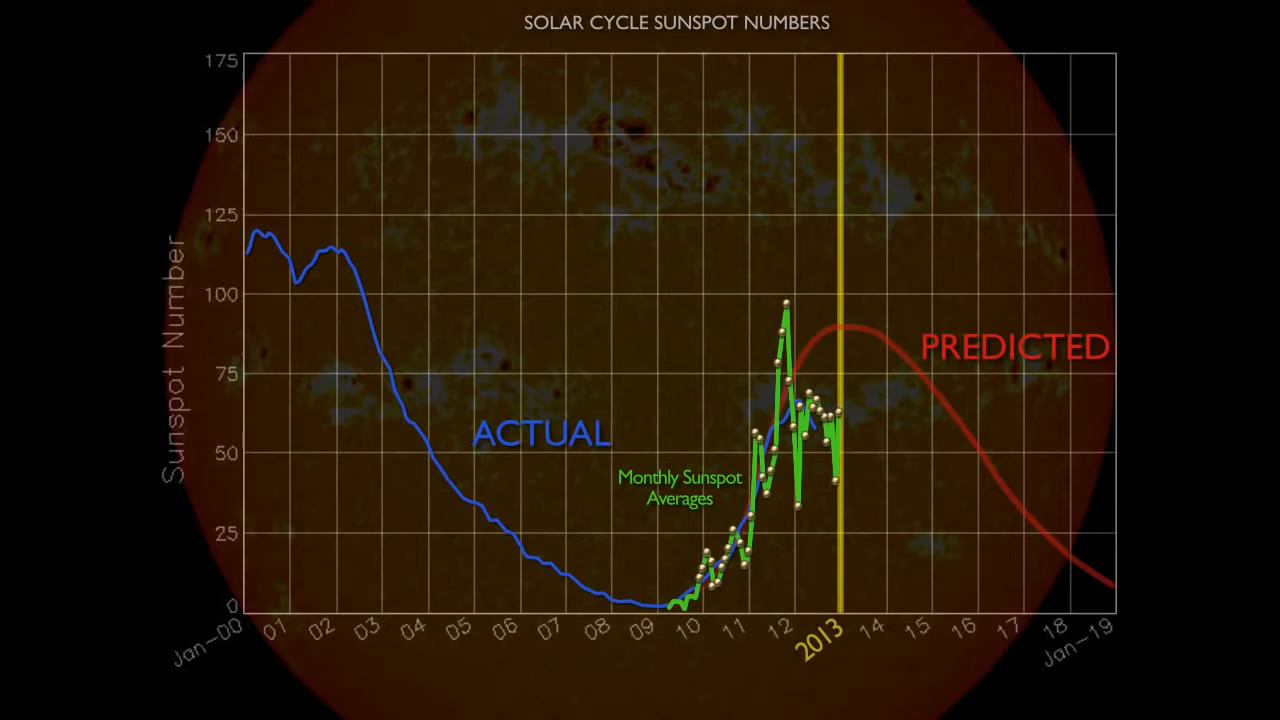 SOLAR CYCLE SUNSPOT NUMBERS
175
150
125
100
75
50
25
0
Sunspot Number
ACTUAL
PREDICTED
Monthly Sunspot
Averages
Jan-00 01 02 03 04 05 06 07 08 09 10 11 12 2013 14 15 16 17 18 Jan-19